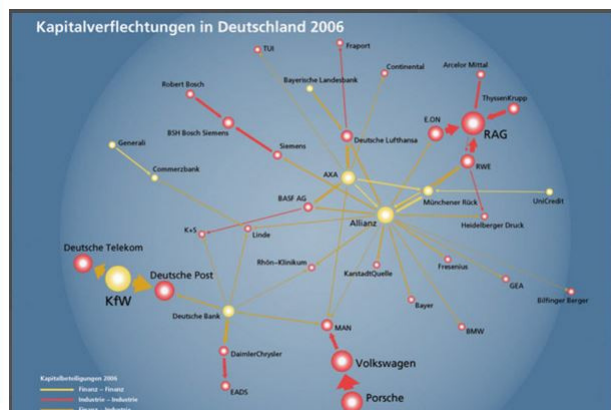 Kapitalverflechtungen in Deutschland 2006
TUI
Fraport
Continental
Arcelor Mittal
Bayerische Landesbank
Robert Bosch
ThyssenKrupp
E.ON
RAG
BSH Bosch Siemens
Deutsche Lufthansa
Generali
Siemens
RWE
Commerzbank
AXA
BASF AG
Münchener Rück
UniCredit
Allianz
Heidelberger Druck
K+S
Linde
Deutsche Telekom
Rhön-Klinikum
KarstadtQuelle
Fresenius
Deutsche Post
GEA
KfW
Bilfinger Berger
Bayer
Deutsche Bank
MAN
BMW
DaimlerChrysler
Volkswagen
Kapitalbeteiligungen 2006
Finanz – Finanz
EADS
Industrie – Industrie
Porsche
Finanz – Industrie